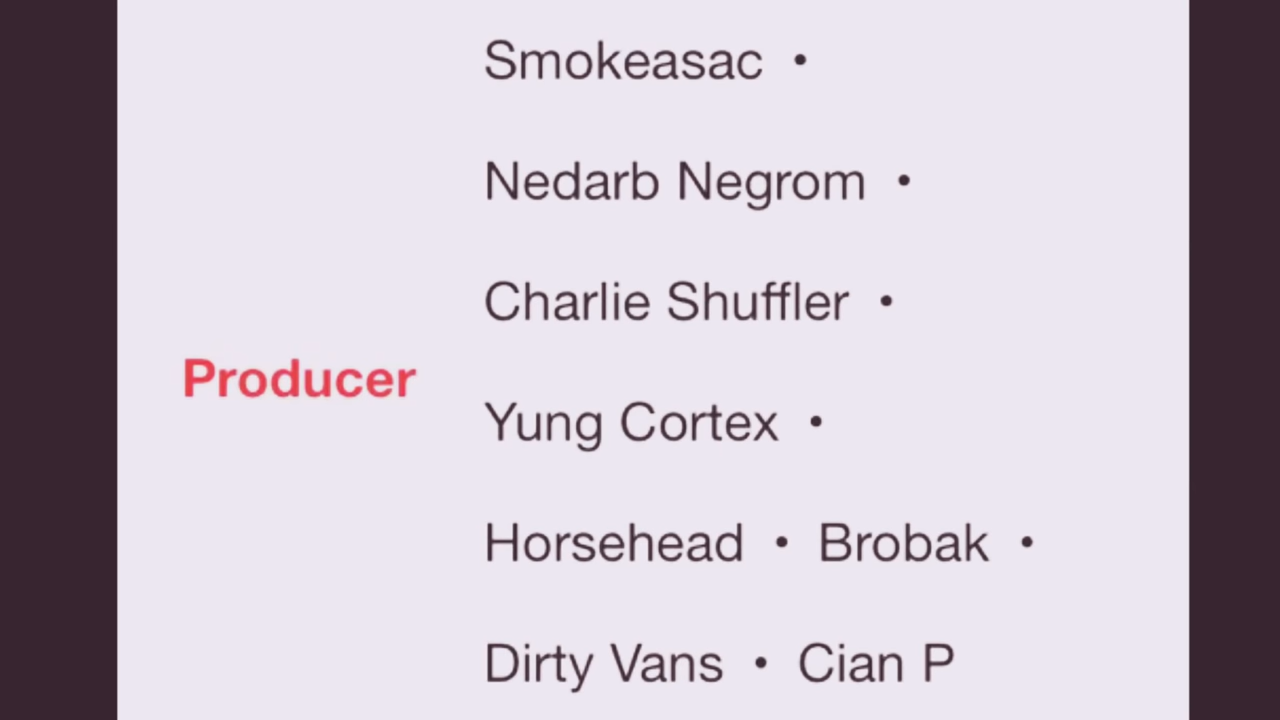 Smokeasac •
Nedarb Negrom •
Charlie Shuffler •
Producer
Yung Cortex •
Horsehead • Brobak •
Dirty Vans • Cian P